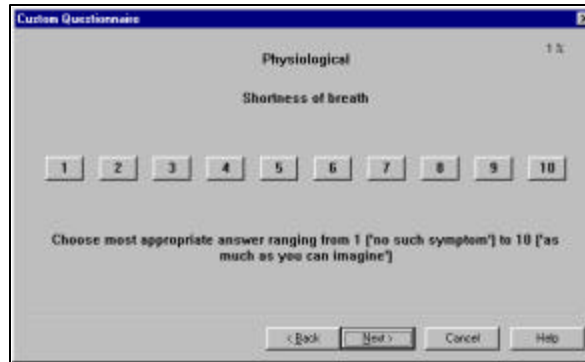 Custom Questionnaire
1 %
Physiological
Shortness of breath
1 2 3 4 5 6 7 8 9 10
Choose most appropriate answer ranging from 1 ['no such symptom'] to 10 ['as
much as you can imagine']
< Back Next > Cancel Help